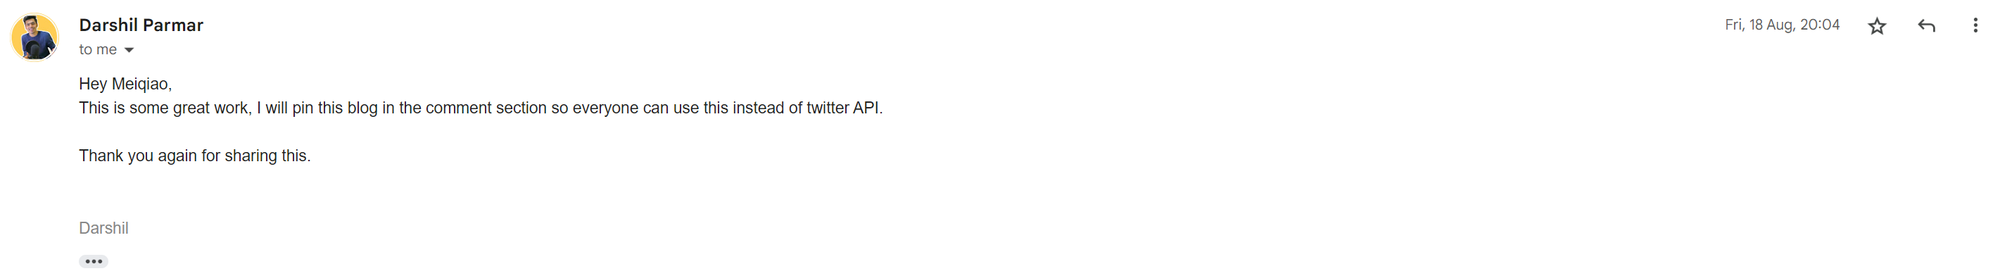 Darshil Parmar
Fri, 18 Aug, 20:04
to me
Hey Meiqiao,
This is some great work, I will pin this blog in the comment section so everyone can use this instead of twitter API.
Thank you again for sharing this.
Darshil